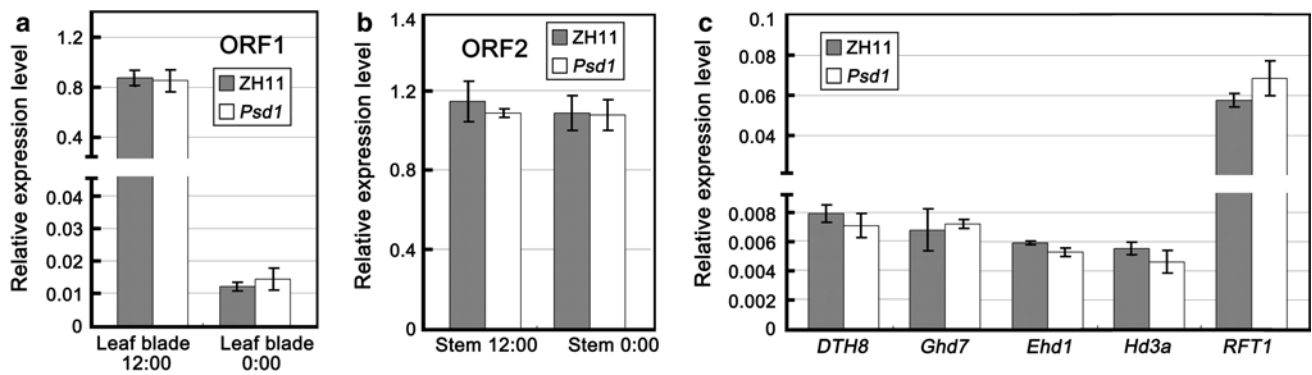 a
Relative expression level
1.2
0.8
0.4
0.04
0.03
0.02
0.01
0
ORF1
ZH11
Psd1
Leaf blade
12:00
Leaf blade
0:00
b
Relative expression level
1.4
1.2
1.0
0.4
0
ORF2
ZH11
Psd1
Stem 12:00
Stem 0:00
c
Relative expression level
0.1
0.08
0.06
0.04
0.008
0.006
0.004
0.002
0
ZH11
Psd1
DTH8
Ghd7
Ehd1
Hd3a
RFT1